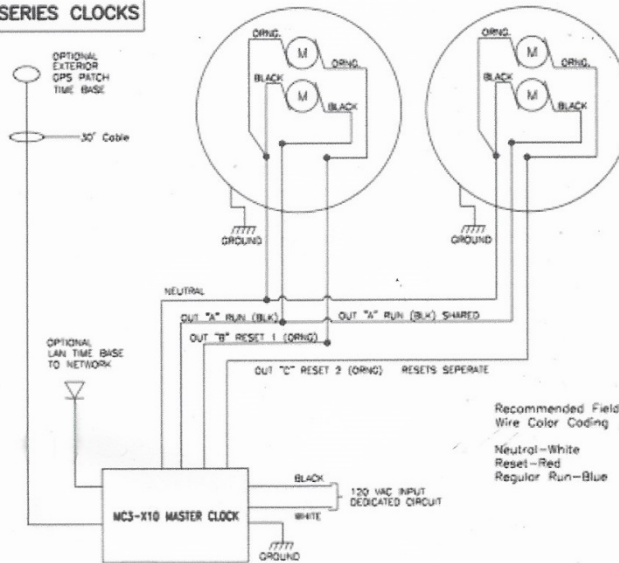 SERIES CLOCKS
OPTIONAL
EXTERIOR
GPS PATCH
TIME BASE
30' Cable
ORNG.
M
ORNG.
BLACK
M
BLACK
GROUND
ORNG.
M
ORNG.
BLACK
M
BLACK
GROUND
NEUTRAL
OUT "A" RUN (BLK)
OUT "A" RUN (BLK) SHARED
OUT "B" RESET 1 (ORNG)
OUT "C" RESET 2 (ORNG) RESETS SEPERATE
OPTIONAL
LAN TIME BASE
TO NETWORK
Recommended Field
Wire Color Coding
Neutral-White
Reset-Red
Regular Run-Blue
MC3-X10 MASTER CLOCK
BLACK
WHITE
120 VAC INPUT
DEDICATED CIRCUIT
GROUND